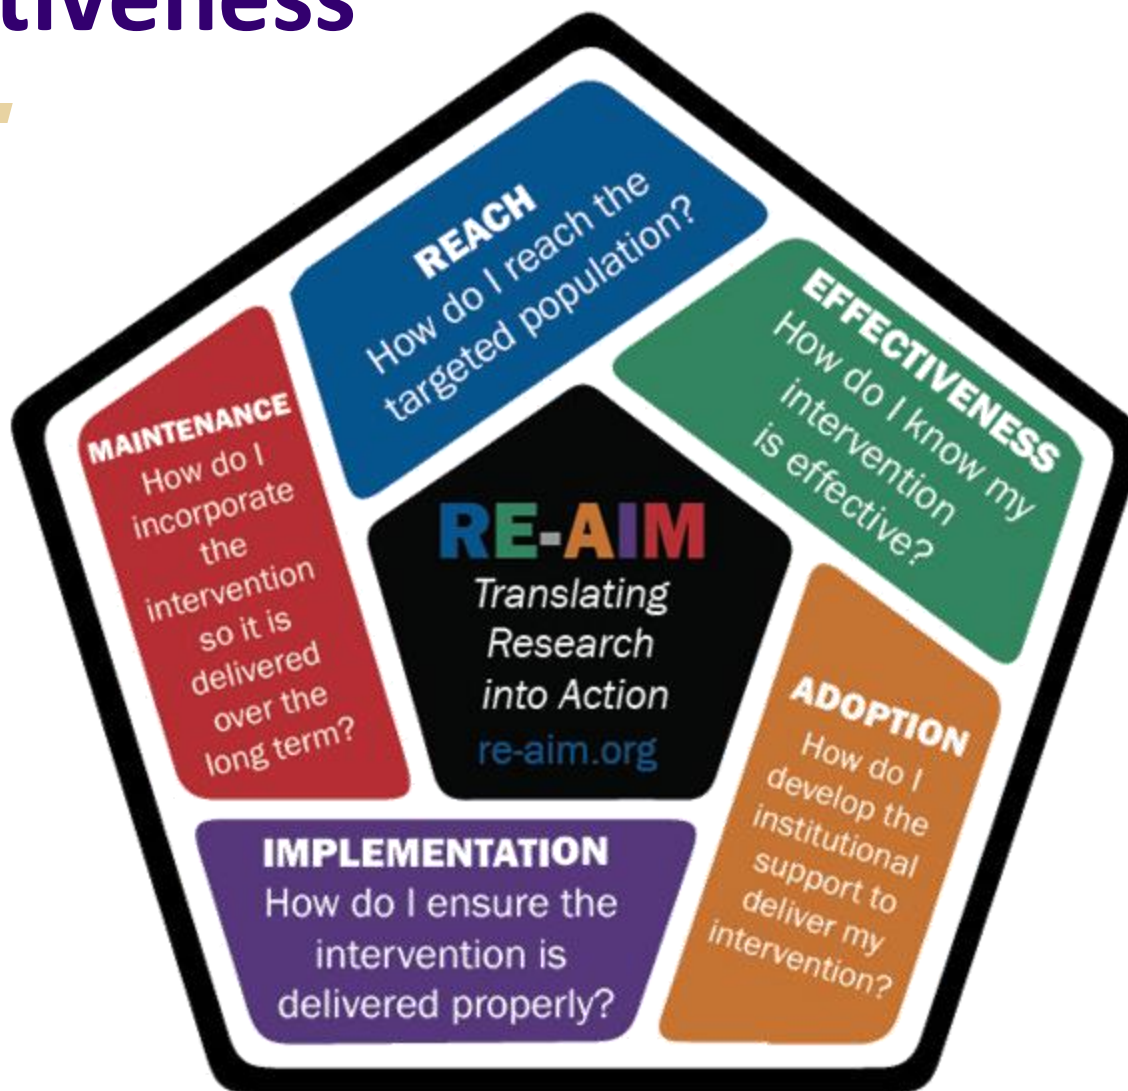 tiveness
REACH
How do I reach the
targeted population?
EFFECTIVENESS
How do I know my
intervention
is effective?
ADOPTION
How do I
develop the
institutional
support to
deliver my
intervention?
IMPLEMENTATION
How do I ensure the
intervention is
delivered properly?
MAINTENANCE
How do I
incorporate
the
intervention
so it is
delivered
over the
long term?
RE-AIM
Translating
Research
into Action
re-aim.org